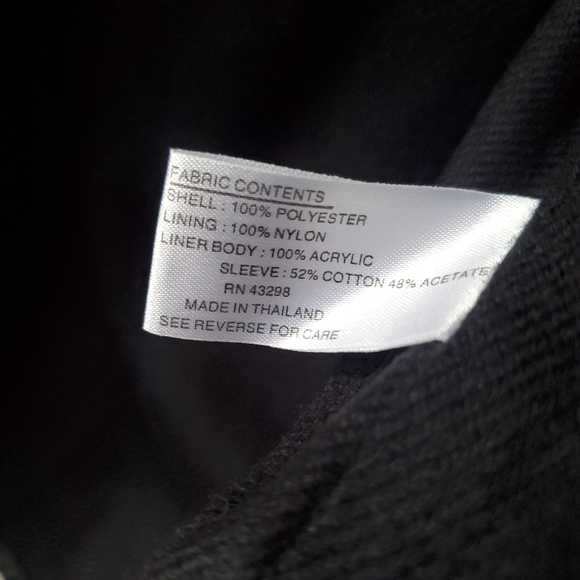 FABRIC CONTENTS
SHELL : 100% POLYESTER
LINING : 100% NYLON
LINER BODY : 100% ACRYLIC
SLEEVE : 52% COTTON 48% ACETATE
RN 43298
MADE IN THAILAND
SEE REVERSE FOR CARE